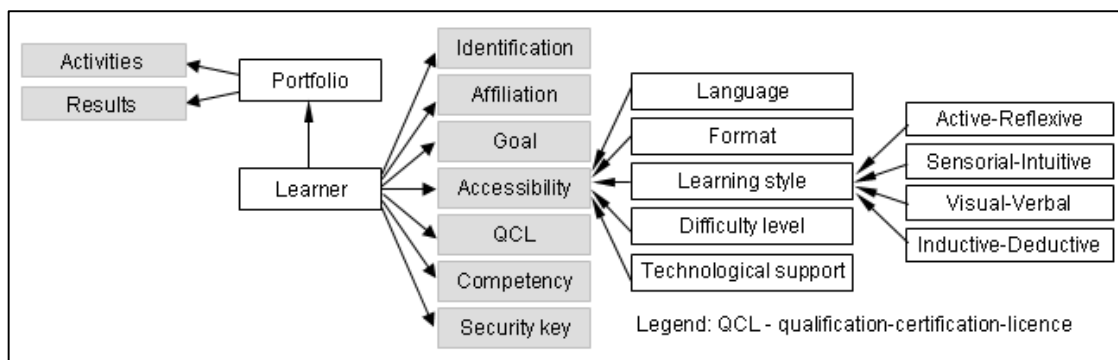 Activities
Results
Portfolio
Learner
Identification
Affiliation
Goal
Accessibility
QCL
Competency
Security key
Language
Format
Learning style
Difficulty level
Technological support
Active-Reflexive
Sensorial-Intuitive
Visual-Verbal
Inductive-Deductive
Legend: QCL - qualification-certification-licence